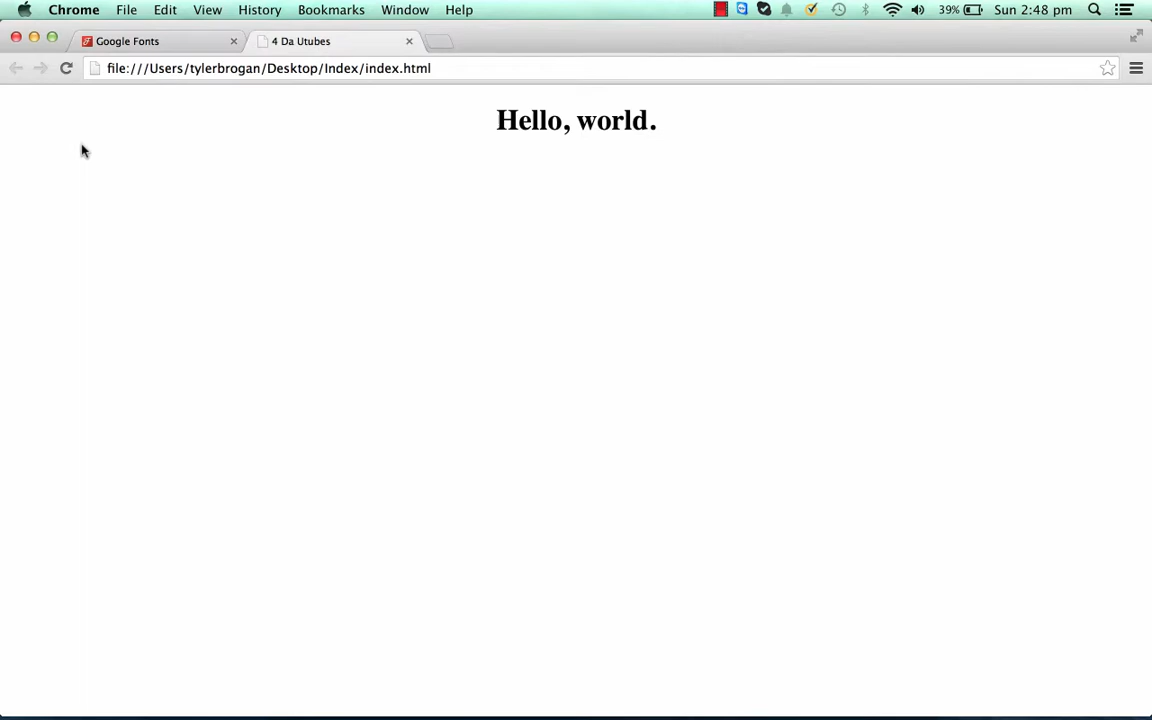 Chrome File Edit View History Bookmarks Window Help 39% Sun 2:48 pm
Google Fonts 4 Da Utubes
file:///Users/tylerbrogan/Desktop/Index/index.html
Hello, world.